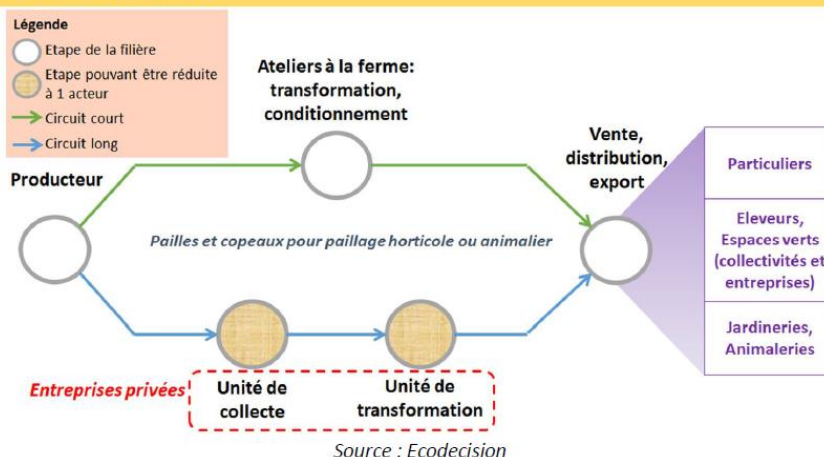 Légende
Etape de la filière
Etape pouvant être réduite
à 1 acteur
Circuit court
Circuit long
Ateliers à la ferme:
transformation,
conditionnement
Vente,
distribution,
export
Producteur
Pailles et copeaux pour paillage horticole ou animalier
Particuliers
Eleveurs,
Espaces verts
(collectivités et
entreprises)
Jardineries,
Animaleries
Entreprises privées
Unité de
collecte
Unité de
transformation
Source : Ecodecision